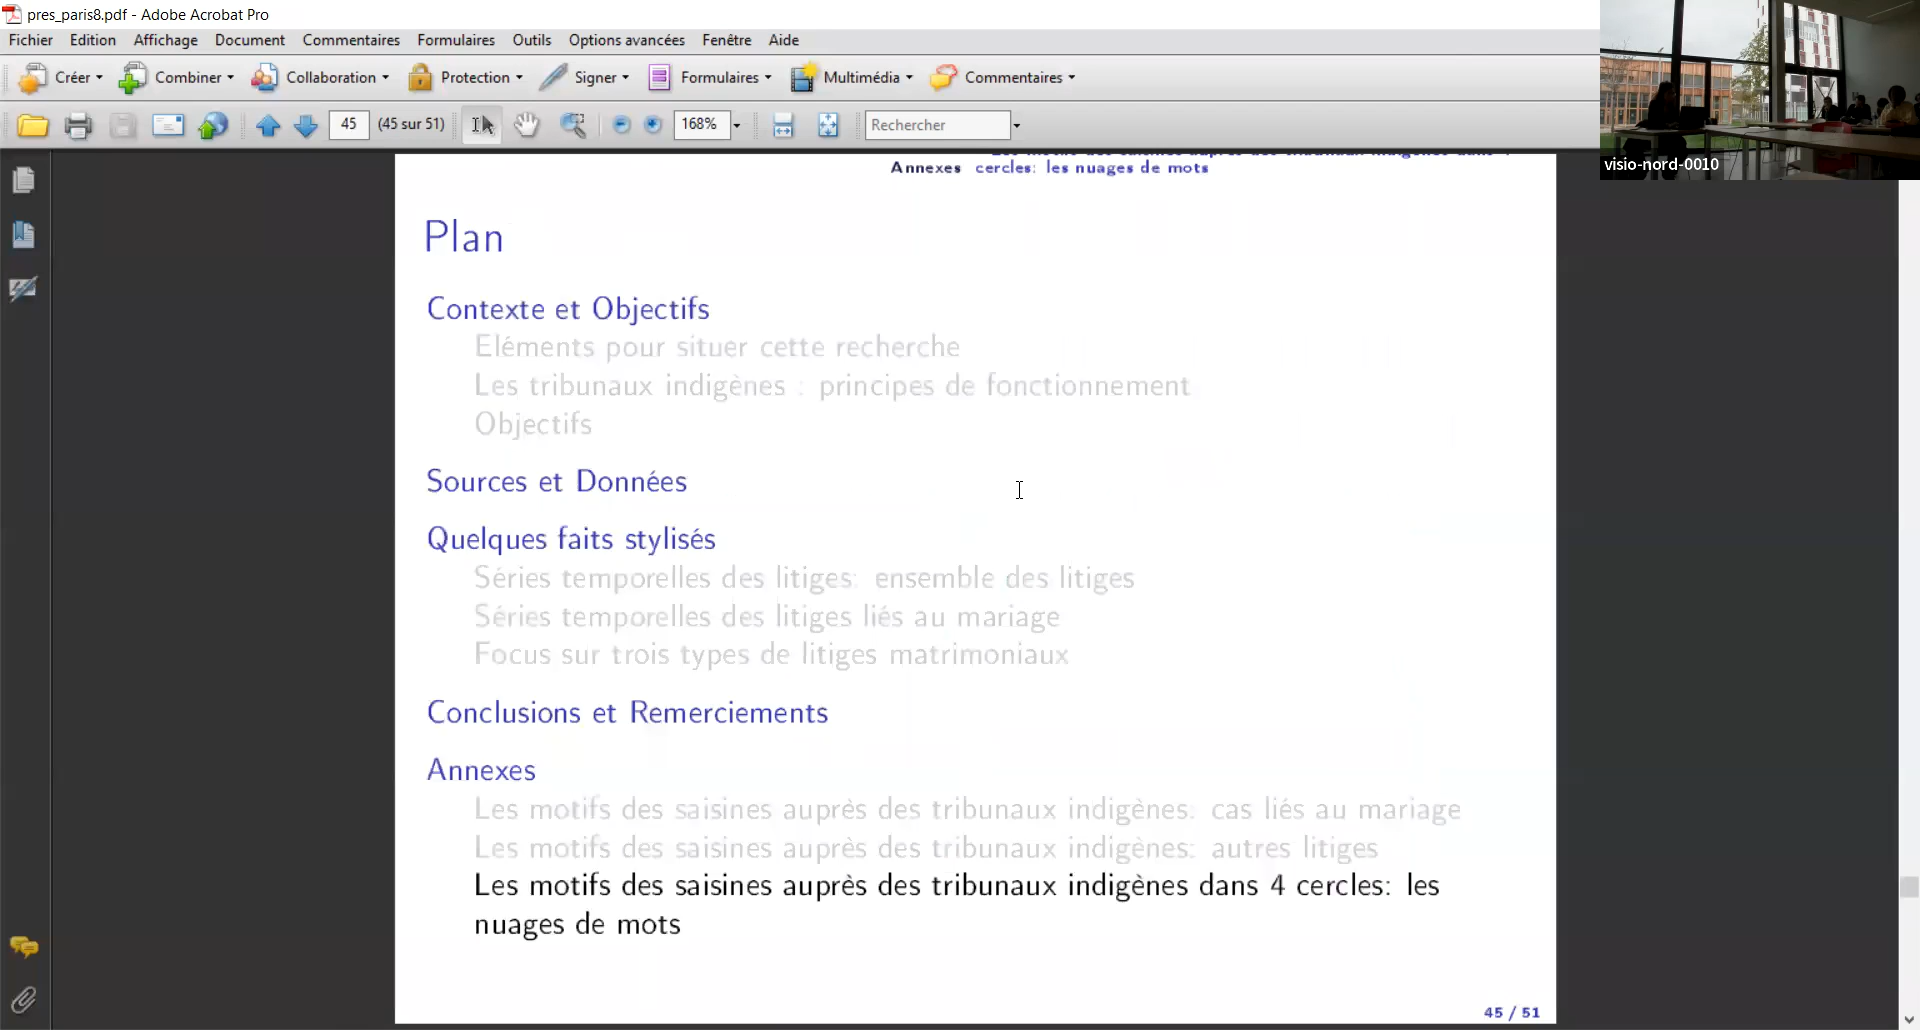 pres_paris8.pdf - Adobe Acrobat Pro
Fichier Edition Affichage Document Commentaires Formulaires Outils Options avancées Fenêtre Aide
Créer Combiner Collaboration Protection Signer Formulaires Multimédia Commentaires
45 (45 sur 51) 168% Rechercher
visio-nord-0010
Annexes cercles: les nuages de mots
Plan
Contexte et Objectifs
Eléments pour situer cette recherche
Les tribunaux indigènes : principes de fonctionnement
Objectifs
Sources et Données
Quelques faits stylisés
Séries temporelles des litiges: ensemble des litiges
Séries temporelles des litiges liés au mariage
Focus sur trois types de litiges matrimoniaux
Conclusions et Remerciements
Annexes
Les motifs des saisines auprès des tribunaux indigènes: cas liés au mariage
Les motifs des saisines auprès des tribunaux indigènes: autres litiges
Les motifs des saisines auprès des tribunaux indigènes dans 4 cercles: les
nuages de mots
45 / 51